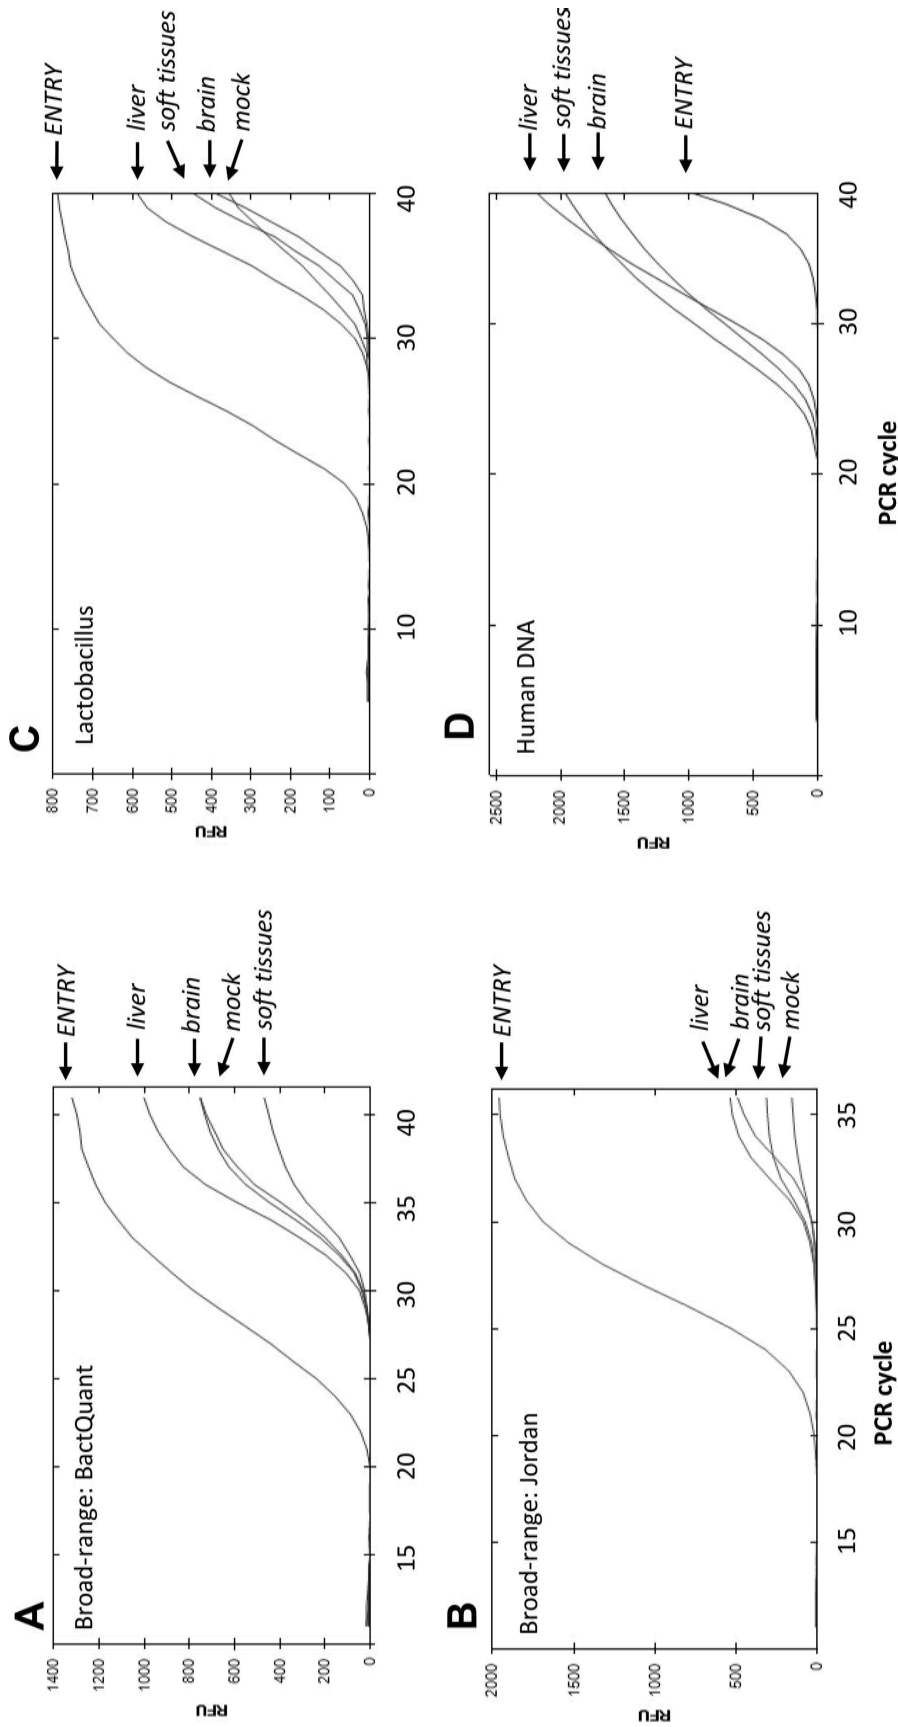 A
Broad-range: BactQuant
RFU
1400
1200
1000
800
600
400
200
0
15
20
25
30
35
40
ENTRY
liver
brain
mock
soft tissues
B
Broad-range: Jordan
RFU
2000
1500
1000
500
0
15
20
25
30
35
PCR cycle
ENTRY
liver
brain
soft tissues
mock
C
Lactobacillus
RFU
800
700
600
500
400
300
200
100
0
10
20
30
40
ENTRY
liver
soft tissues
brain
mock
D
Human DNA
RFU
2500
2000
1500
1000
500
0
10
20
30
40
PCR cycle
liver
soft tissues
brain
ENTRY